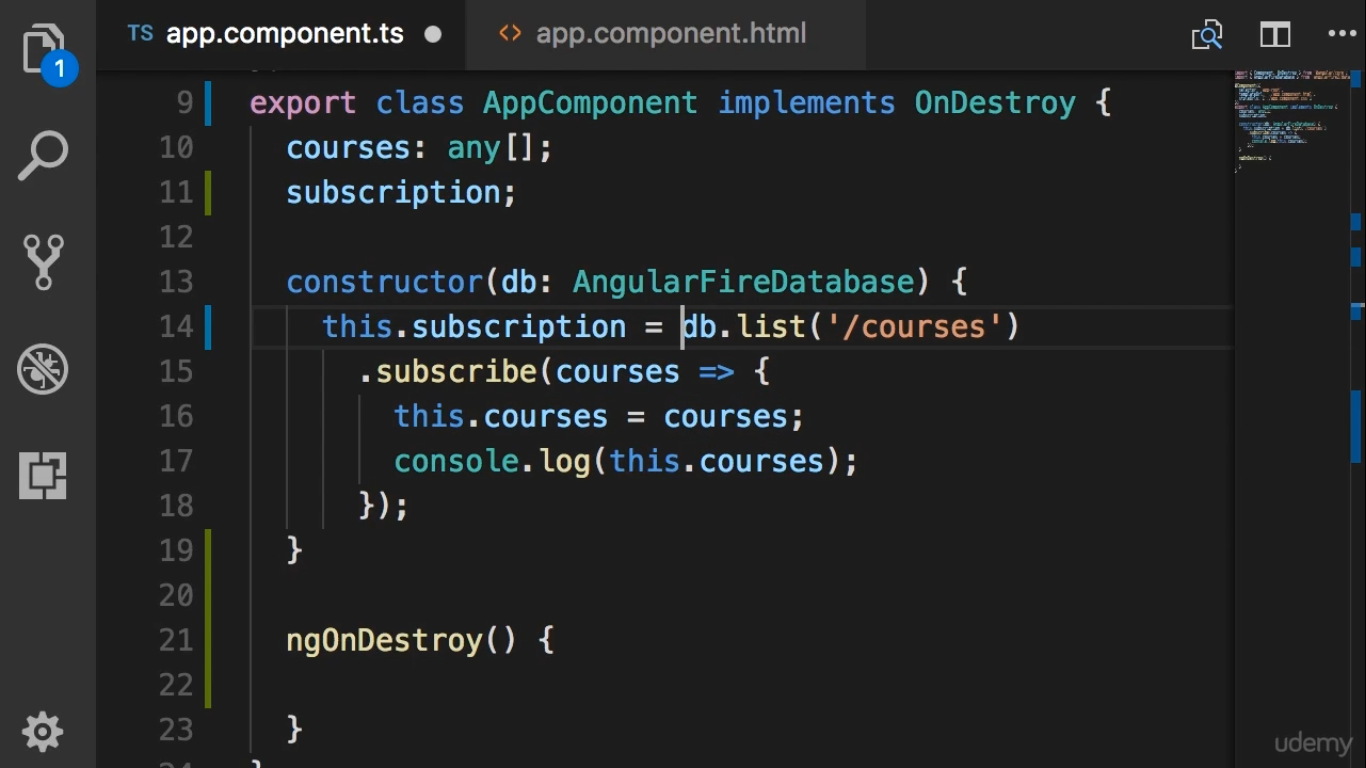 TS app.component.ts
<> app.component.html
1
9 export class AppComponent implements OnDestroy {
10 courses: any[];
11 subscription;
12
13 constructor(db: AngularFireDatabase) {
14 this.subscription = db.list('/courses')
15 .subscribe(courses => {
16 this.courses = courses;
17 console.log(this.courses);
18 });
19 }
20
21 ngOnDestroy() {
22
23 }
udemy